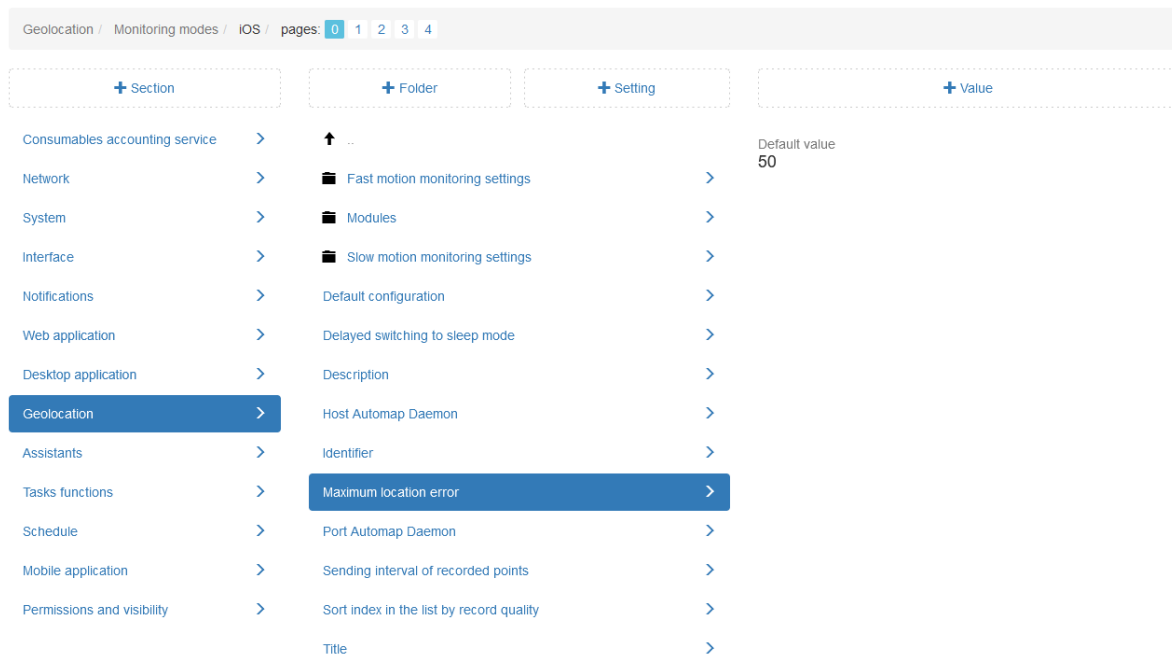 Geolocation / Monitoring modes / iOS / pages: 0 1 2 3 4
+ Section
+ Folder
+ Setting
+ Value
Consumables accounting service
Network
System
Interface
Notifications
Web application
Desktop application
Geolocation
Assistants
Tasks functions
Schedule
Mobile application
Permissions and visibility
..
Fast motion monitoring settings
Modules
Slow motion monitoring settings
Default configuration
Delayed switching to sleep mode
Description
Host Automap Daemon
Identifier
Maximum location error
Port Automap Daemon
Sending interval of recorded points
Sort index in the list by record quality
Title
Default value
50